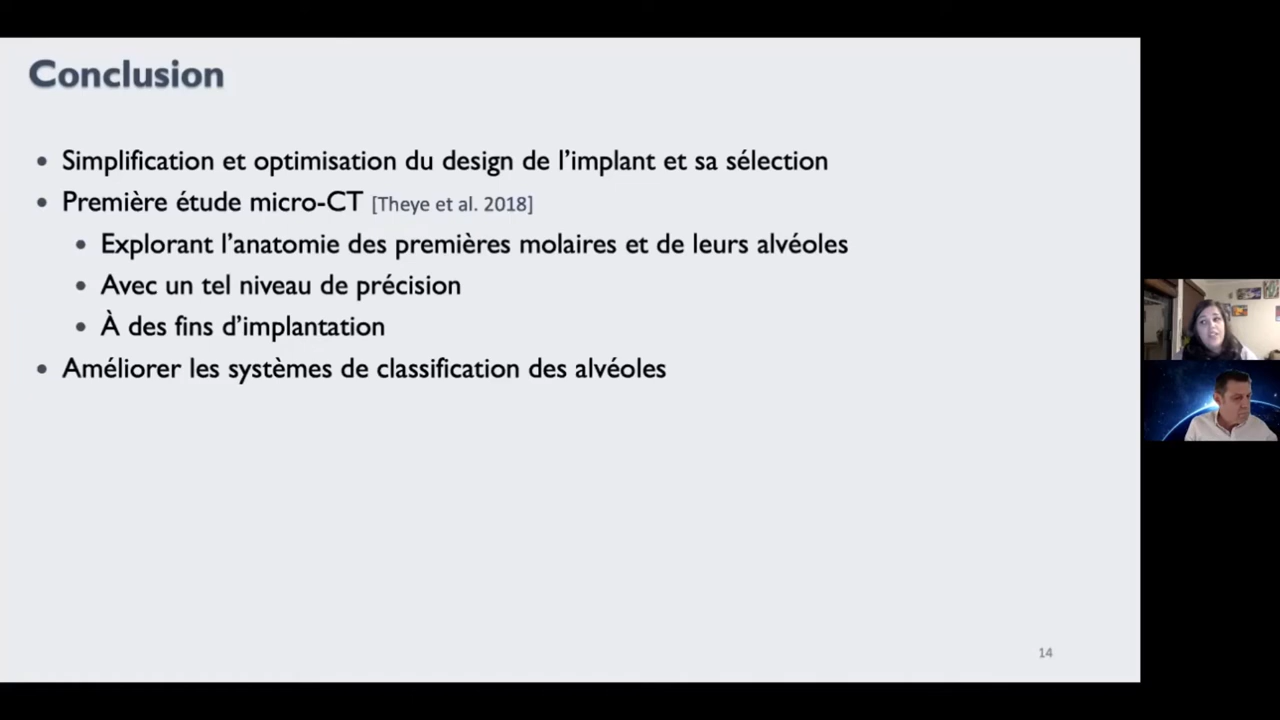 Conclusion
• Simplification et optimisation du design de l’implant et sa sélection
• Première étude micro-CT [Theye et al. 2018]
• Explorant l’anatomie des premières molaires et de leurs alvéoles
• Avec un tel niveau de précision
• À des fins d’implantation
• Améliorer les systèmes de classification des alvéoles
14